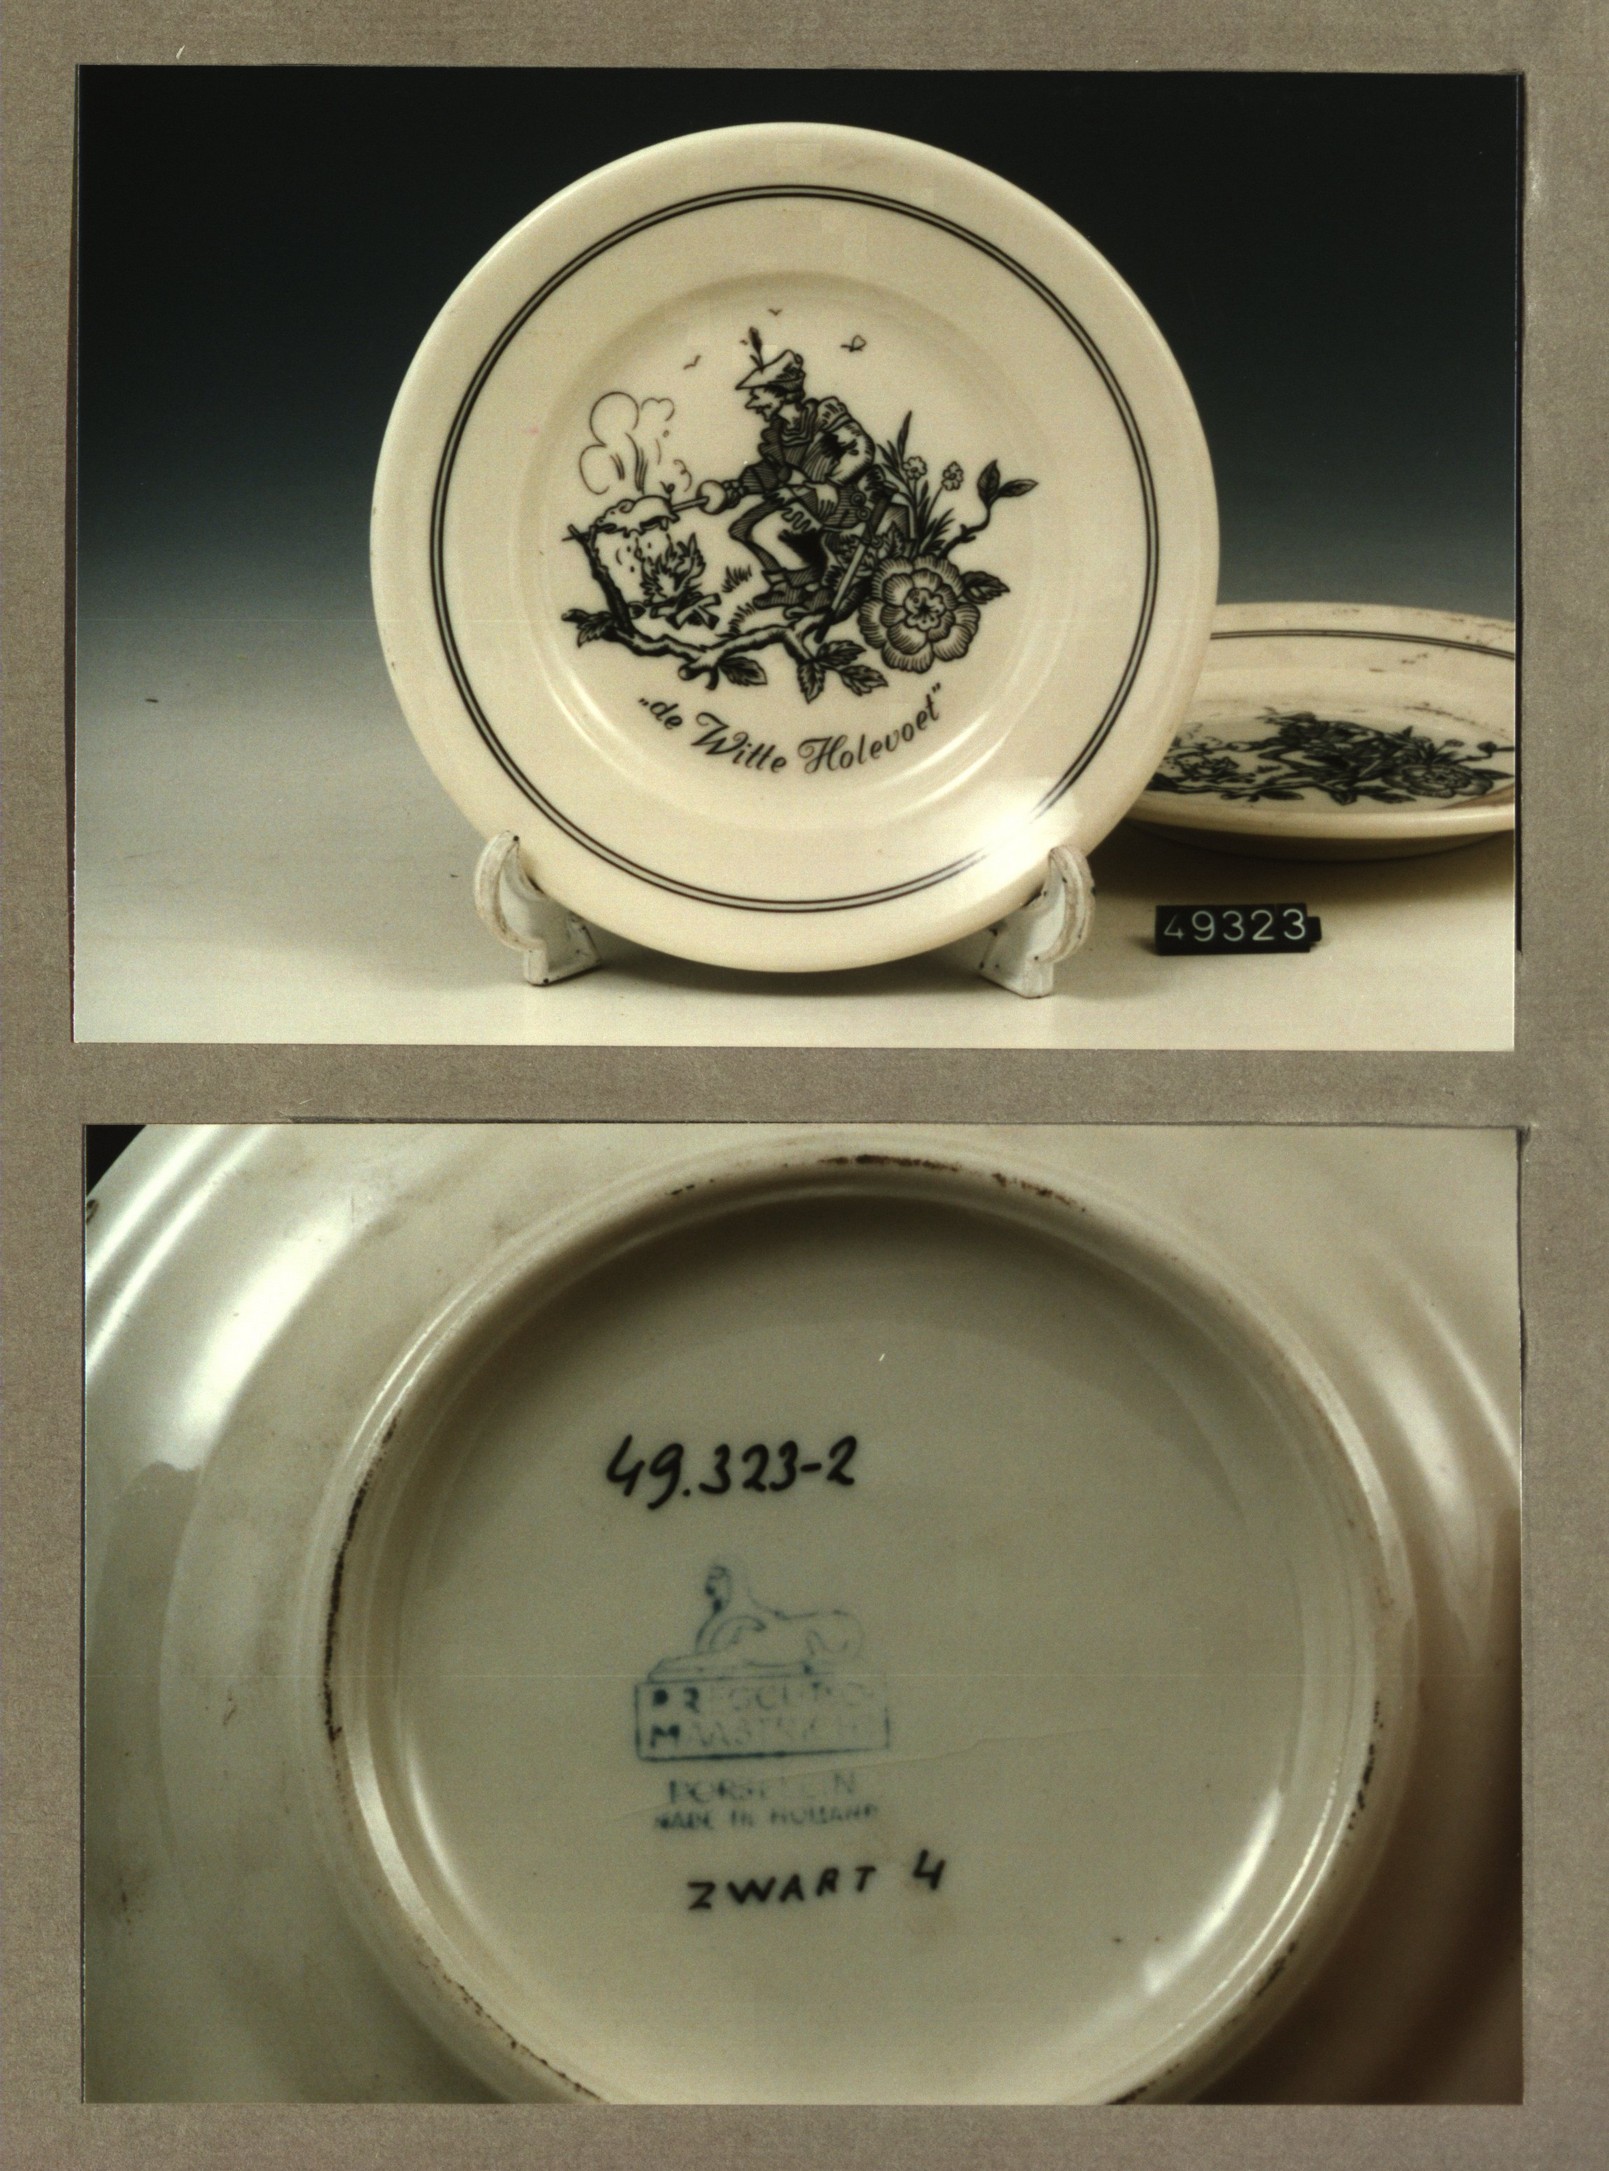 „de Witte Holevoet"
49323
49.323-2
MAASTRICHT
MADE IN HOLLAND
ZWART 4